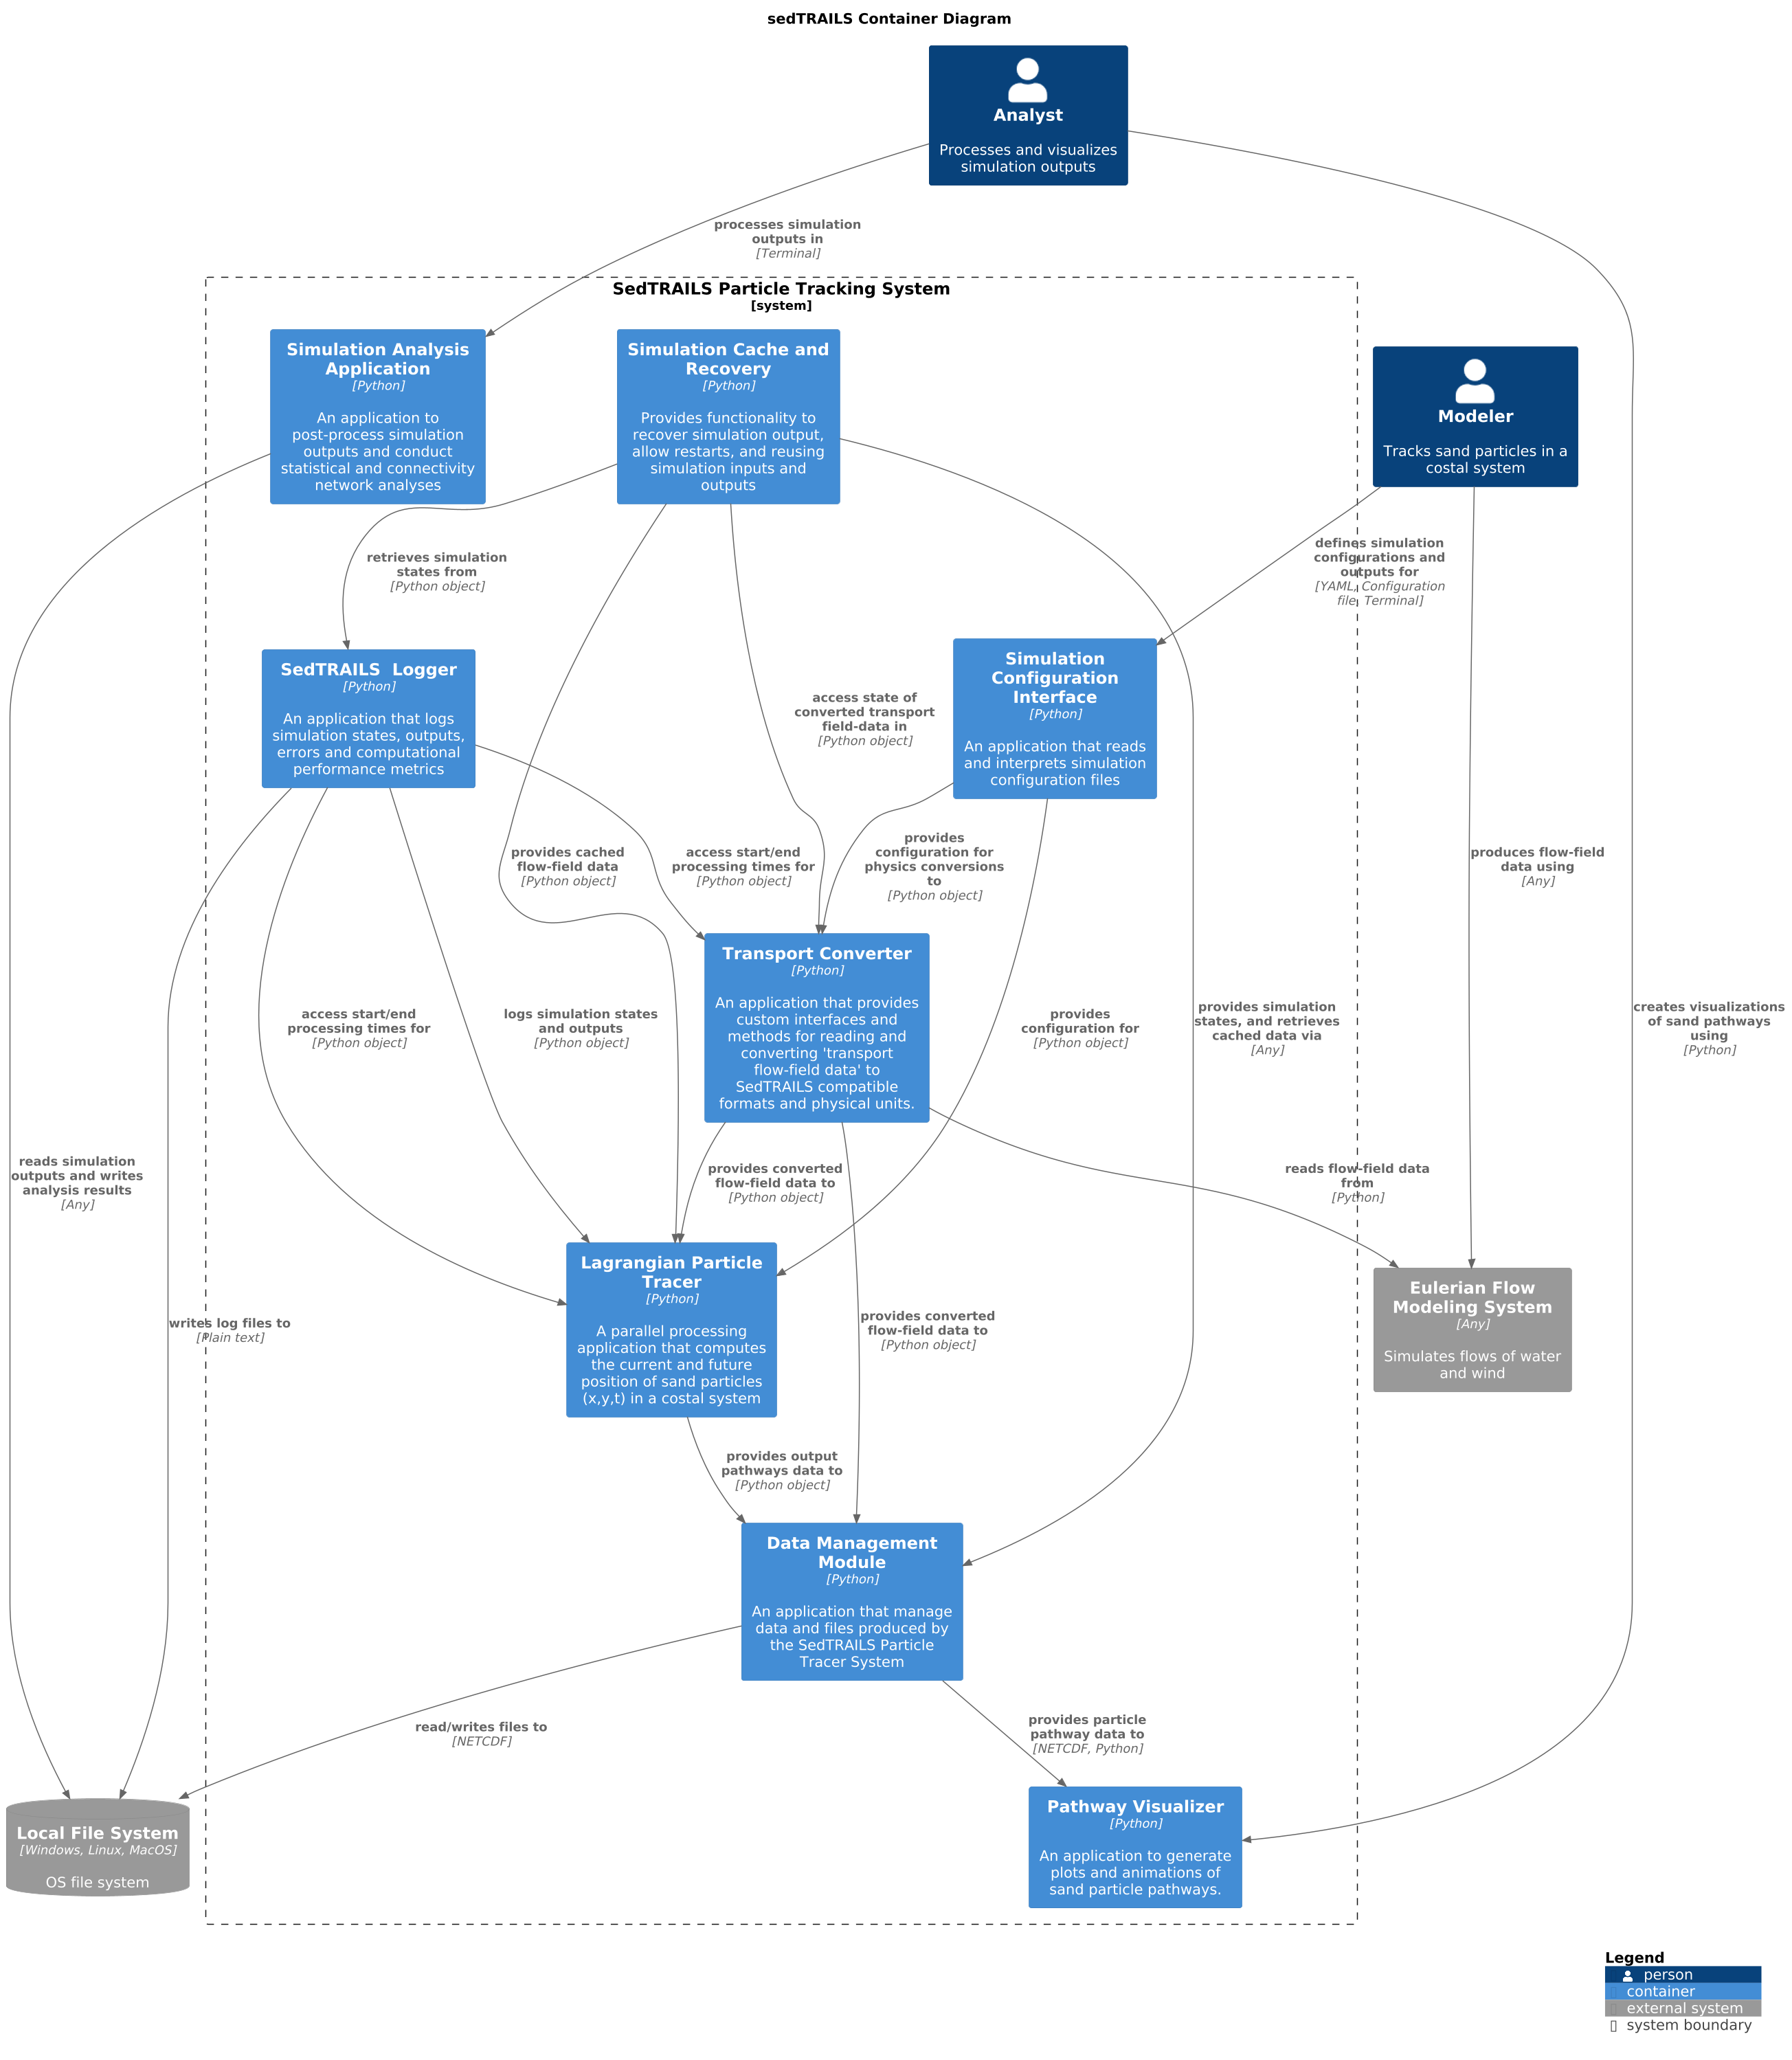 sedTRAILS Container Diagram
Analyst
Processes and visualizes
simulation outputs
processes simulation
outputs in
[Terminal]
SedTRAILS Particle Tracking System
[system]
Simulation Analysis
Application
[Python]
An application to
post-process simulation
outputs and conduct
statistical and connectivity
network analyses
Simulation Cache and
Recovery
[Python]
Provides functionality to
recover simulation output,
allow restarts, and reusing
simulation inputs and
outputs
Modeler
Tracks sand particles in a
costal system
retrieves simulation
states from
[Python object]
defines simulation
configurations and
outputs for
[YAML, Configuration
file, Terminal]
SedTRAILS  Logger
[Python]
An application that logs
simulation states, outputs,
errors and computational
performance metrics
access state of
converted transport
field-data in
[Python object]
Simulation
Configuration
Interface
[Python]
An application that reads
and interprets simulation
configuration files
provides cached
flow-field data
[Python object]
access start/end
processing times for
[Python object]
provides
configuration for
physics conversions
to
[Python object]
produces flow-field
data using
[Any]
access start/end
processing times for
[Python object]
logs simulation states
and outputs
[Python object]
Transport Converter
[Python]
An application that provides
custom interfaces and
methods for reading and
converting 'transport
flow-field data' to
SedTRAILS compatible
formats and physical units.
provides
configuration for
[Python object]
provides simulation
states, and retrieves
cached data via
[Any]
creates visualizations
of sand pathways
using
[Python]
reads simulation
outputs and writes
analysis results
[Any]
provides converted
flow-field data to
[Python object]
reads flow-field data
from
[Python]
writes log files to
[Plain text]
Lagrangian Particle
Tracer
[Python]
A parallel processing
application that computes
the current and future
position of sand particles
(x,y,t) in a costal system
provides converted
flow-field data to
[Python object]
Eulerian Flow
Modeling System
[Any]
Simulates flows of water
and wind
provides output
pathways data to
[Python object]
Data Management
Module
[Python]
An application that manage
data and files produced by
the SedTRAILS Particle
Tracer System
read/writes files to
[NETCDF]
provides particle
pathway data to
[NETCDF, Python]
Local File System
[Windows, Linux, MacOS]
OS file system
Pathway Visualizer
[Python]
An application to generate
plots and animations of
sand particle pathways.
Legend
person
container
external system
system boundary